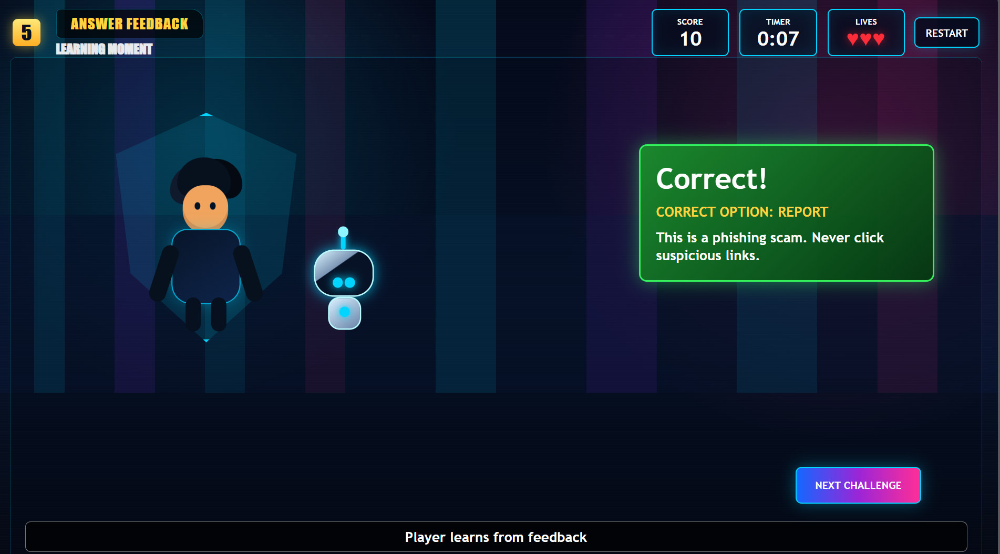 5
ANSWER FEEDBACK
LEARNING MOMENT
SCORE
10
TIMER
0:07
LIVES
♥♥♥
RESTART
Correct!
CORRECT OPTION: REPORT
This is a phishing scam. Never click
suspicious links.
NEXT CHALLENGE
Player learns from feedback